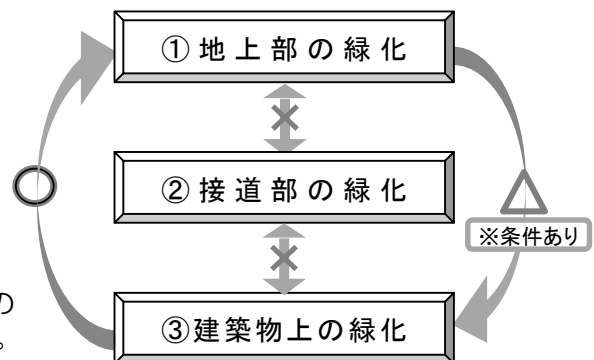 ①地上部の緑化
②接道部の緑化
※条件あり
③建築物上の緑化
の
。